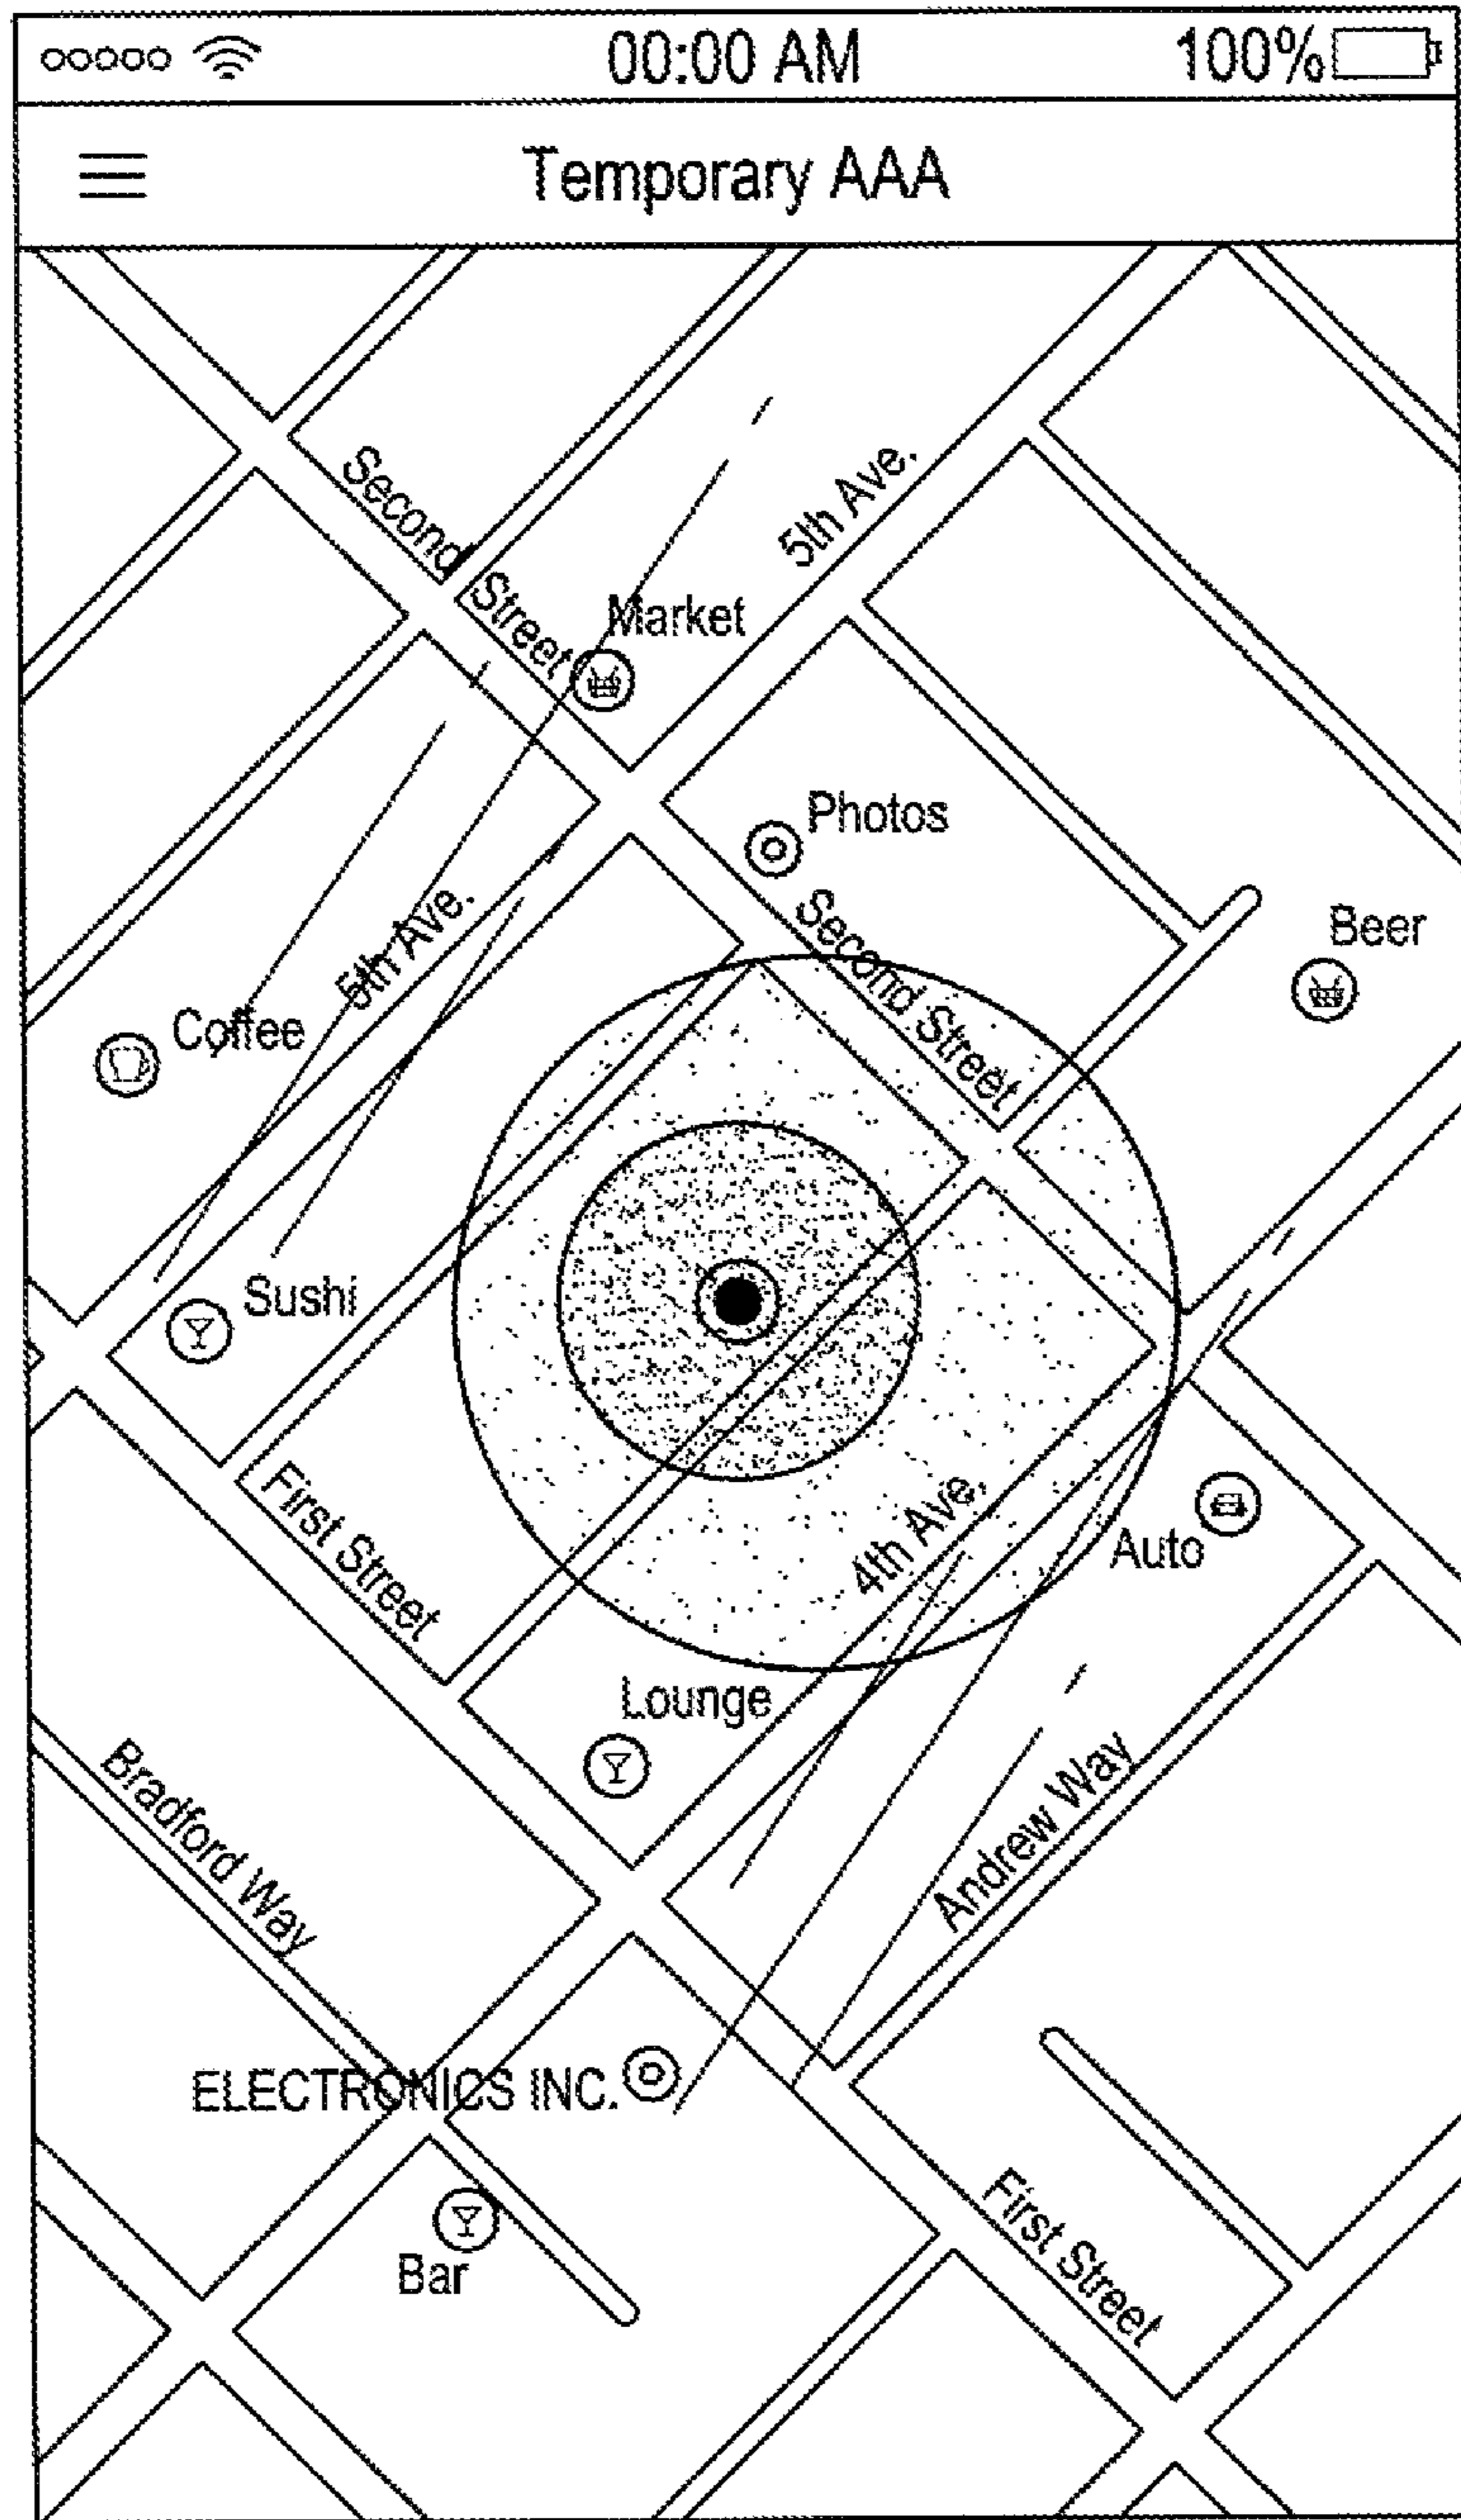 00:00 AM
100%
Temporary AAA
Second Street
5th Ave.
Market
Photos
5th Ave.
Second Street
Beer
Coffee
Sushi
First Street
4th Ave.
Auto
Lounge
Bradford Way
Andrew Way
ELECTRONICS INC.
First Street
Bar